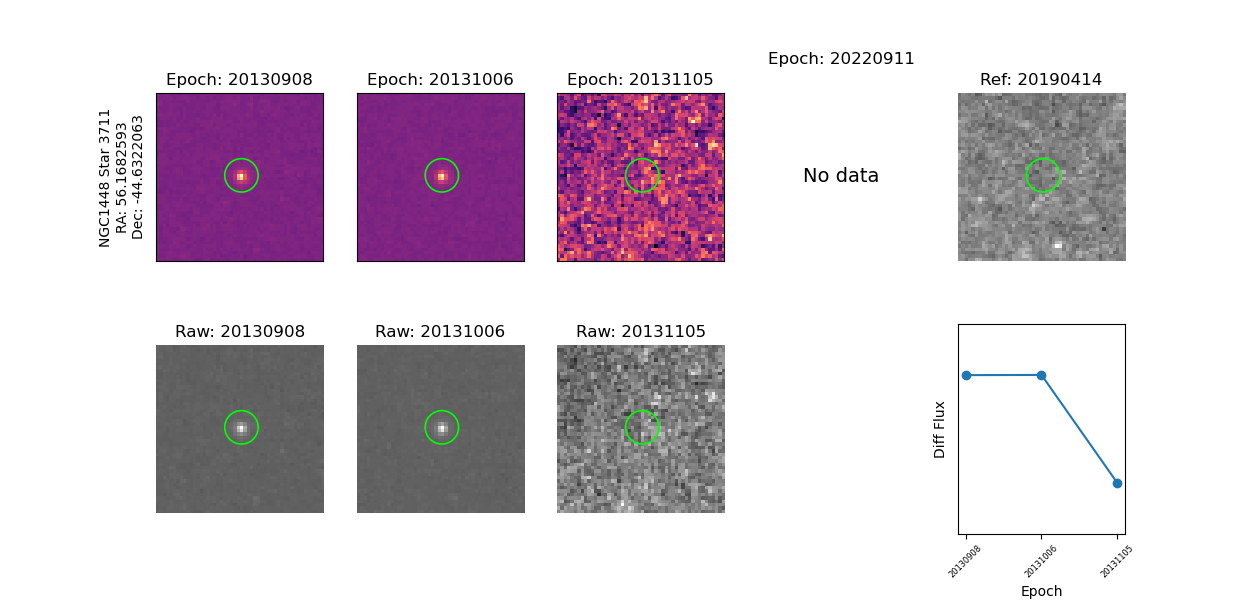 Epoch: 20130908
Epoch: 20131006
Epoch: 20131105
Epoch: 20220911
Ref: 20190414
NGC1448 Star 3711
RA: 56.1682593
Dec: -44.6322063
No data
Raw: 20130908
Raw: 20131006
Raw: 20131105
Diff Flux
20130908
20131006
20131105
Epoch